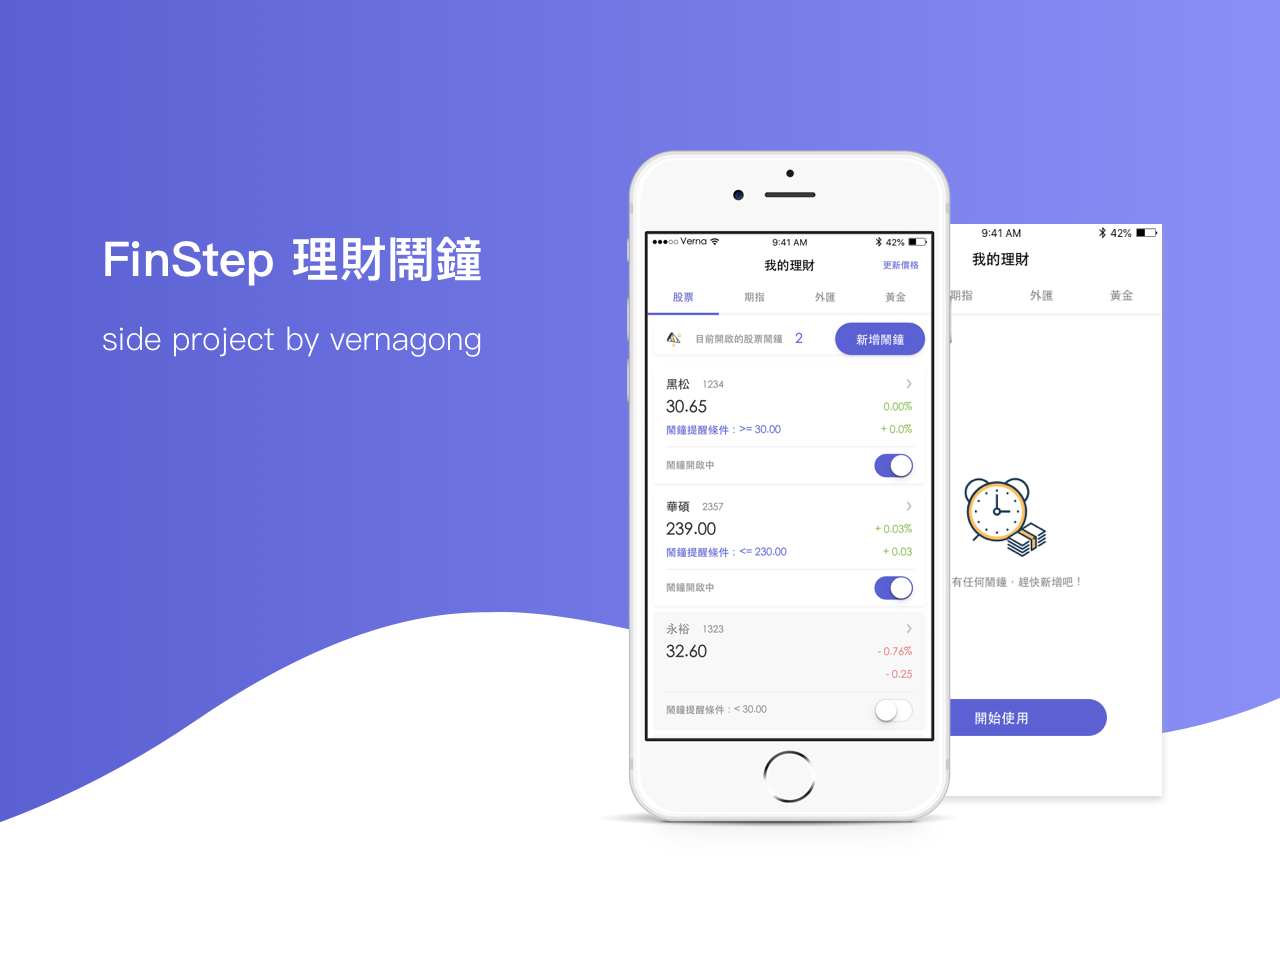 FinStep 理財鬧鐘
side project by vernagong
Verna 9:41 AM 42%
我的理財 更新價格
股票 期指 外匯 黃金
目前開啟的股票鬧鐘 2 新增鬧鐘
黑松 1234
30.65 0.00%
鬧鐘提醒條件：>= 30.00 + 0.0%
鬧鐘開啟中
華碩 2357
239.00 + 0.03%
鬧鐘提醒條件：<= 230.00 + 0.03
鬧鐘開啟中
永裕 1323
32.60 - 0.76%
- 0.25
鬧鐘提醒條件：< 30.00
9:41 AM 42%
我的理財
期指 外匯 黃金
有任何鬧鐘，趕快新增吧！
開始使用